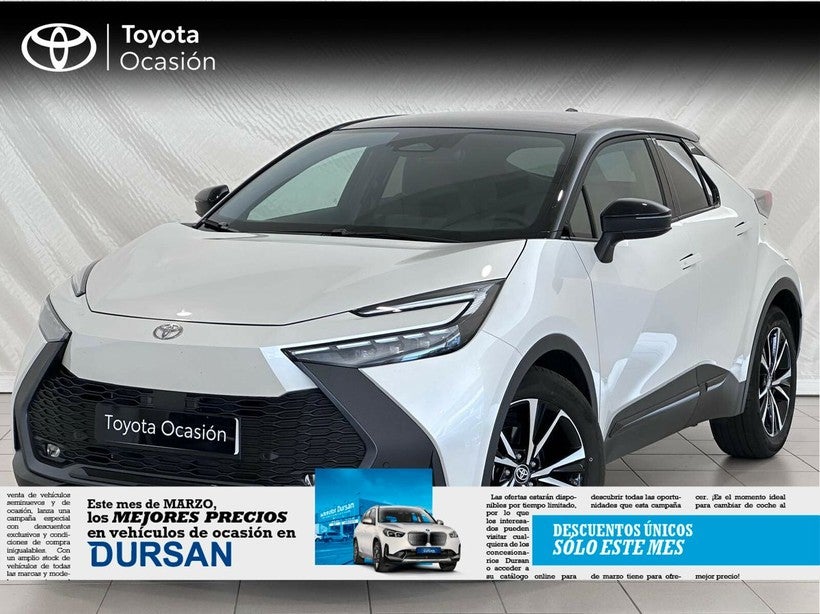 Toyota
Ocasión
Toyota Ocasión
venta de vehículos
seminuevos y de
ocasión, lanza una
campaña especial
con descuentos
exclusivos y condi-
ciones de compra
inigualables. Con
un amplio stock de
vehículos de todas
las marcas y mode-
Este mes de MARZO,
los MEJORES PRECIOS
en vehículos de ocasión en
DURSAN
Dursan
Las ofertas estarán dispo-
nibles por tiempo limitado,
por lo que
los interesa-
dos pueden
visitar cual-
quiera de los
concesiona-
rios Dursan
o acceder a
su catálogo online para
descubrir todas las oportu-
nidades que esta campaña
de marzo tiene para ofre-
cer. ¡Es el momento ideal
para cambiar de coche al
mejor precio!
DESCUENTOS ÚNICOS
SÓLO ESTE MES